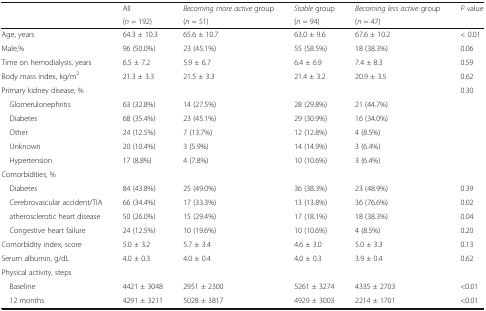 All Becoming more active group Stable group Becoming less active group P value
(n = 192) (n = 51) (n = 94) (n = 47)
Age, years 64.3 ± 10.3 65.6 ± 10.7 63.0 ± 9.6 67.6 ± 10.2 < 0.01
Male,% 96 (50.0%) 23 (45.1%) 55 (58.5%) 18 (38.3%) 0.06
Time on hemodialysis, years 6.5 ± 7.2 5.9 ± 6.7 6.4 ± 6.9 7.4 ± 8.3 0.59
Body mass index, kg/m² 21.3 ± 3.3 21.5 ± 3.3 21.4 ± 3.2 20.9 ± 3.5 0.62
Primary kidney disease, % 0.30
Glomerulonephritis 63 (32.8%) 14 (27.5%) 28 (29.8%) 21 (44.7%)
Diabetes 68 (35.4%) 23 (45.1%) 29 (30.9%) 16 (34.0%)
Other 24 (12.5%) 7 (13.7%) 12 (12.8%) 4 (8.5%)
Unknown 20 (10.4%) 3 (5.9%) 14 (14.9%) 3 (6.4%)
Hypertension 17 (8.8%) 4 (7.8%) 10 (10.6%) 3 (6.4%)
Comorbidities, %
Diabetes 84 (43.8%) 25 (49.0%) 36 (38.3%) 23 (48.9%) 0.39
Cerebrovascular accident/TIA 66 (34.4%) 17 (33.3%) 13 (13.8%) 36 (76.6%) 0.02
atherosclerotic heart disease 50 (26.0%) 15 (29.4%) 17 (18.1%) 18 (38.3%) 0.04
Congestive heart failure 24 (12.5%) 10 (19.6%) 10 (10.6%) 4 (8.5%) 0.20
Comorbidity index, score 5.0 ± 3.2 5.7 ± 3.4 4.6 ± 3.0 5.0 ± 3.3 0.13
Serum albumin, g/dL 4.0 ± 0.3 4.0 ± 0.4 4.0 ± 0.3 3.9 ± 0.4 0.62
Physical activity, steps
Baseline 4421 ± 3048 2951 ± 2300 5261 ± 3274 4335 ± 2703 <0.01
12 months 4291 ± 3211 5028 ± 3817 4929 ± 3003 2214 ± 1701 <0.01